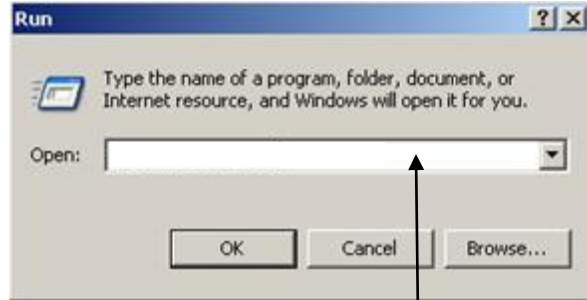 Run
Type the name of a program, folder, document, or
Internet resource, and Windows will open it for you.
Open:
OK Cancel Browse...